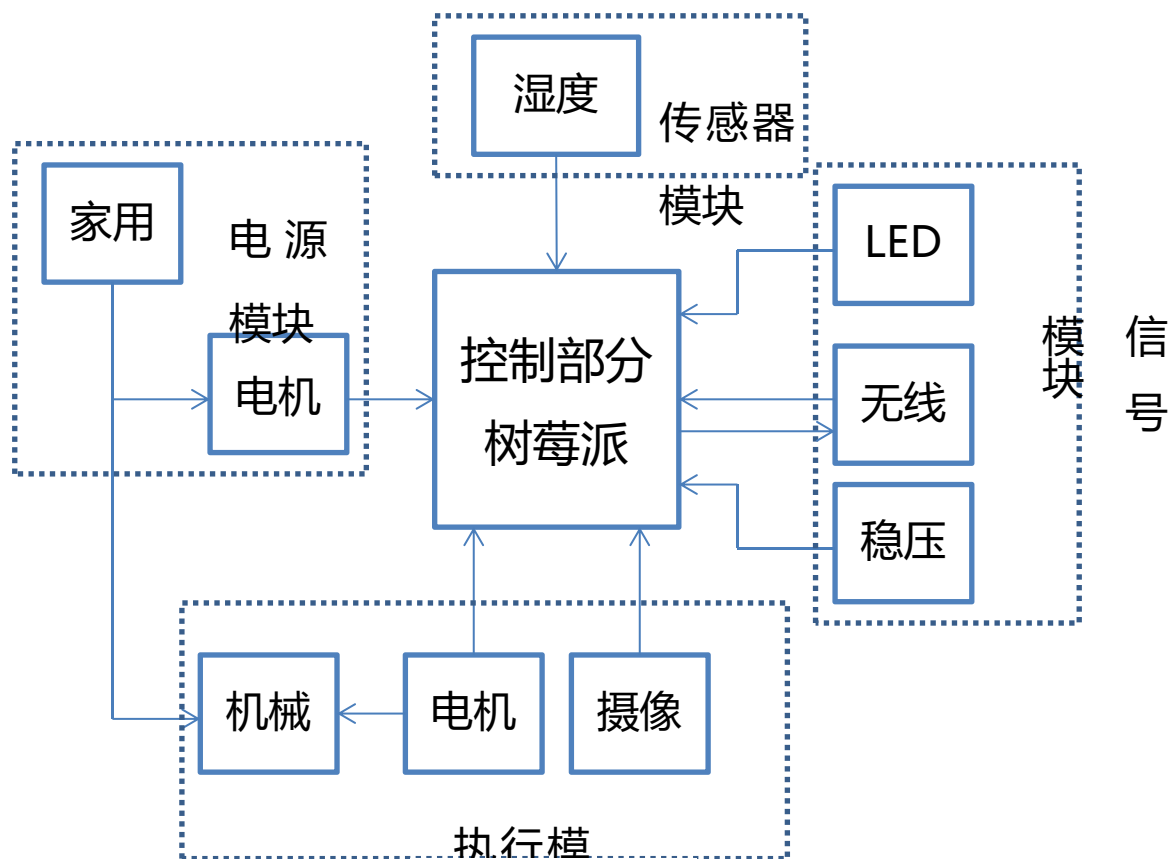 湿度
传感器
模块
家用
电 源
模块
电机
控制部分
树莓派
LED
无线
稳压
信号
模块
机械
电机
摄像
执行模